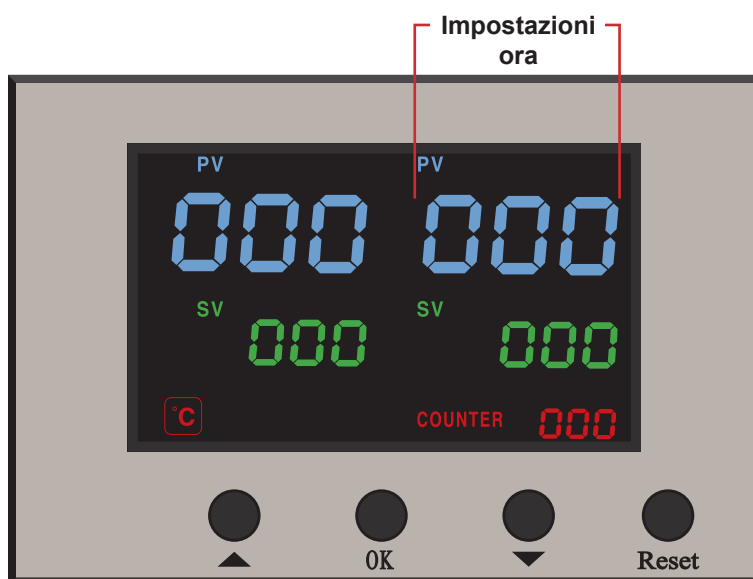 Impostazioni
ora
PV PV
000 000
SV SV
000 000
°C COUNTER 000
OK Reset